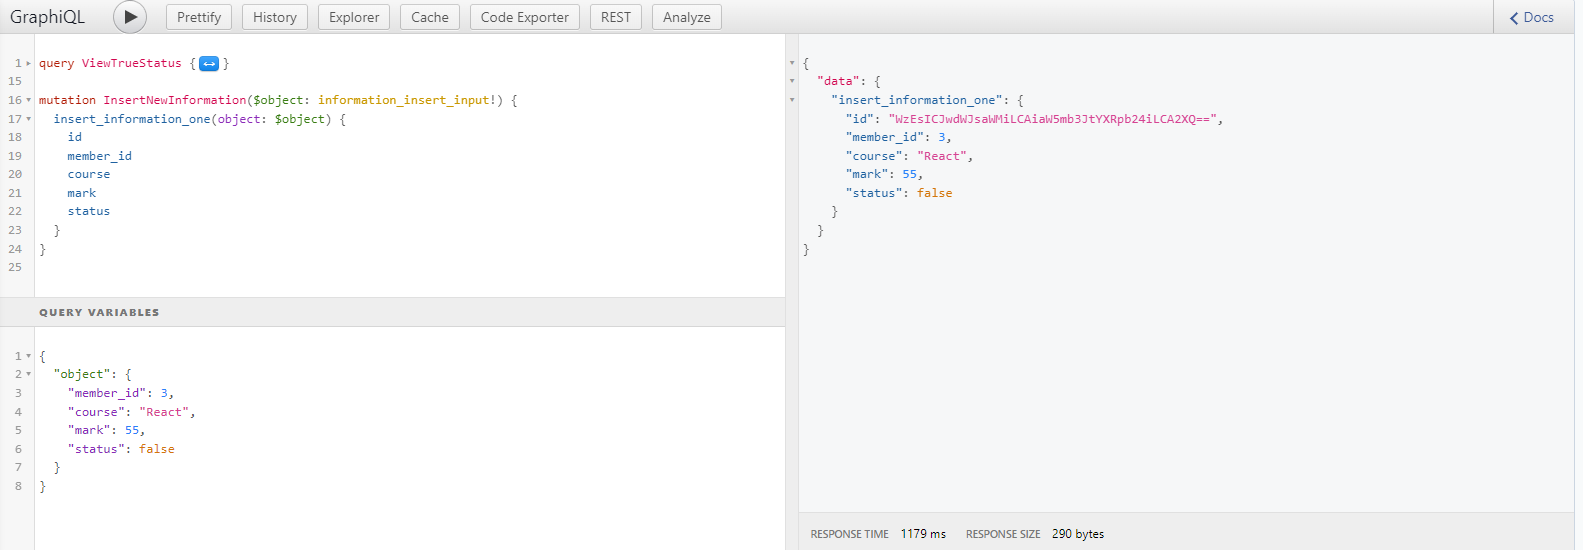 GraphiQL Prettify History Explorer Cache Code Exporter REST Analyze Docs
1 query ViewTrueStatus { ↔ }
15
16 mutation InsertNewInformation($object: information_insert_input!) {
17 insert_information_one(object: $object) {
18 id
19 member_id
20 course
21 mark
22 status
23 }
24 }
25
QUERY VARIABLES
1 {
2 "object": {
3 "member_id": 3,
4 "course": "React",
5 "mark": 55,
6 "status": false
7 }
8 }
{
"data": {
"insert_information_one": {
"id": "WzEsICJwdWJsaWMiLCAiaW5mb3JtYXRpb24iLCA2XQ==",
"member_id": 3,
"course": "React",
"mark": 55,
"status": false
}
}
}
RESPONSE TIME 1179 ms RESPONSE SIZE 290 bytes